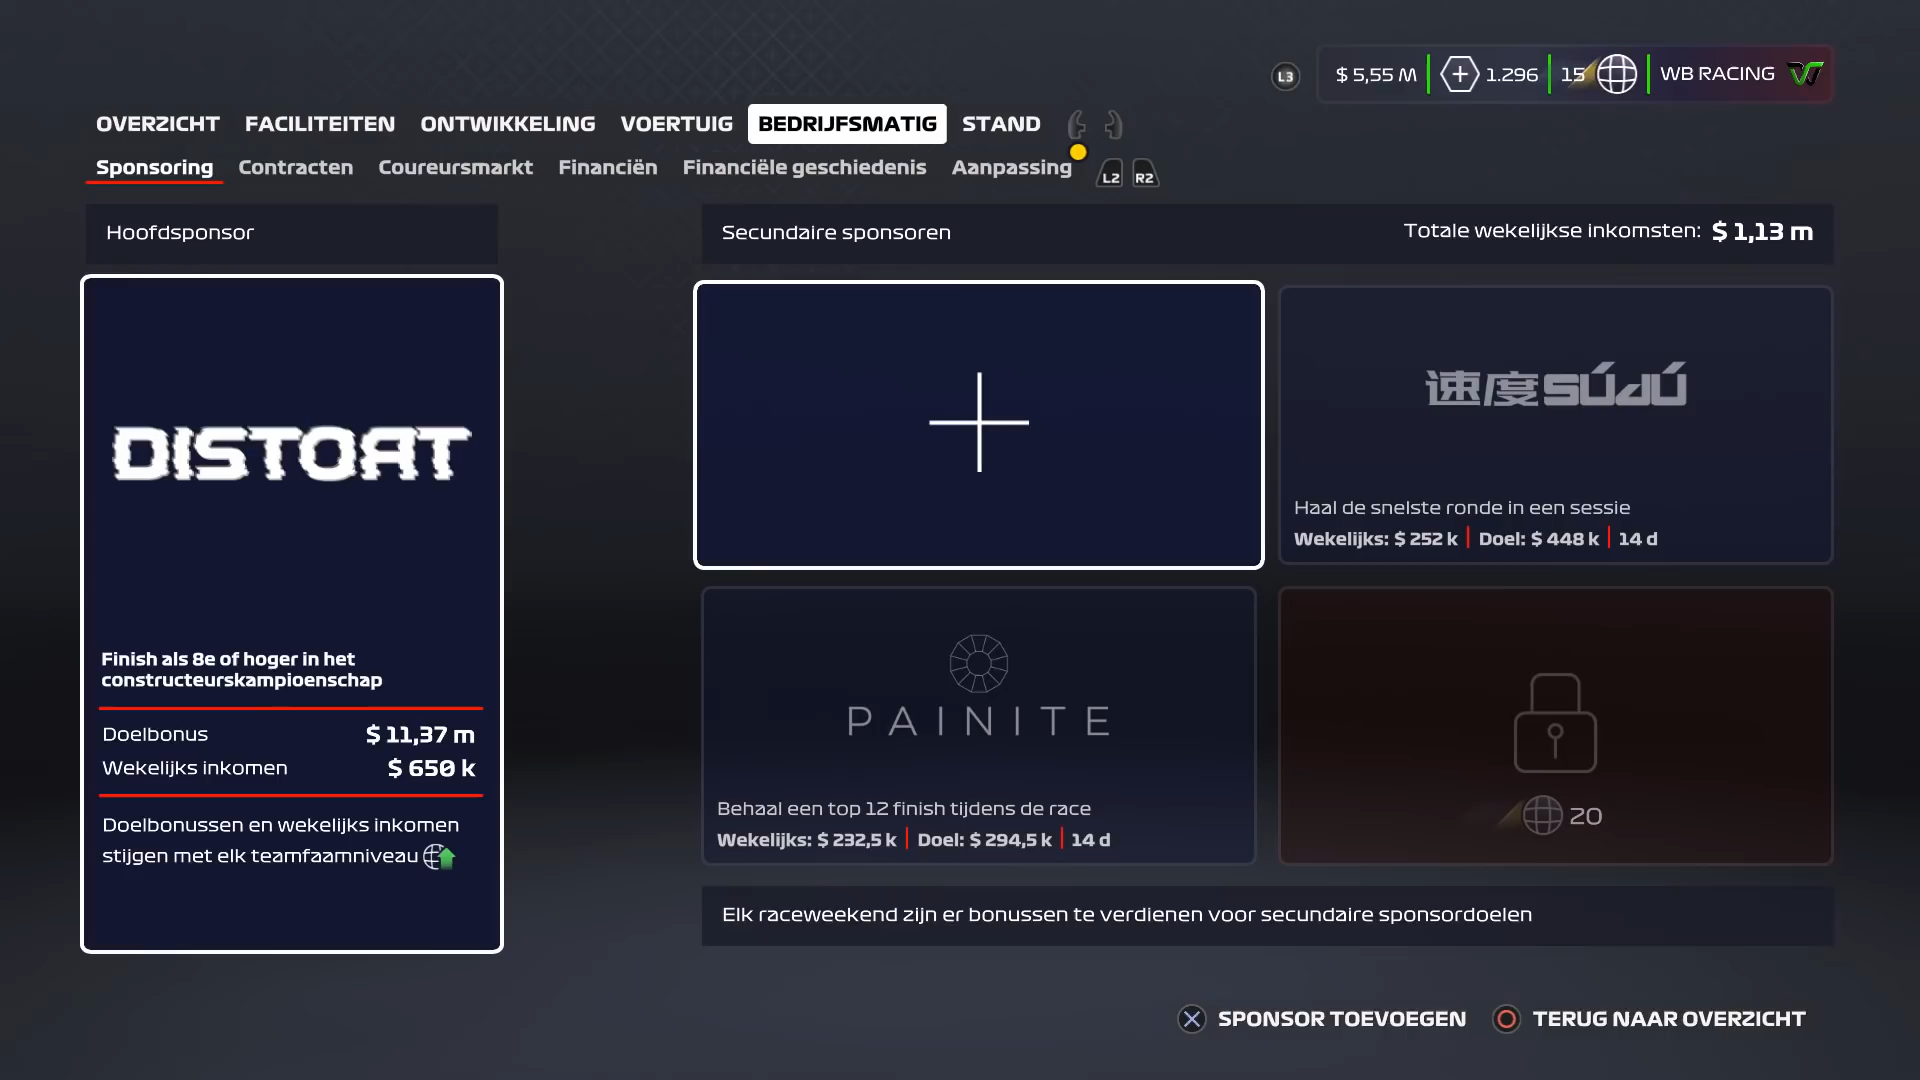 L3
$ 5,55 M
1.296
15
WB RACING
OVERZICHT
FACILITEITEN
ONTWIKKELING
VOERTUIG
BEDRIJFSMATIG
STAND
Sponsoring
Contracten
Coureursmarkt
Financiën
Financiële geschiedenis
Aanpassing
L2
R2
Hoofdsponsor
DISTORT
Finish als 8e of hoger in het
constructeurskampioenschap
Doelbonus $ 11,37 m
Wekelijks inkomen $ 650 k
Doelbonussen en wekelijks inkomen
stijgen met elk teamfaamniveau
Secundaire sponsoren
Totale wekelijkse inkomsten: $ 1,13 m
速度SÚDÚ
Haal de snelste ronde in een sessie
Wekelijks: $ 252 k | Doel: $ 448 k | 14 d
PAINITE
Behaal een top 12 finish tijdens de race
Wekelijks: $ 232,5 k | Doel: $ 294,5 k | 14 d
20
Elk raceweekend zijn er bonussen te verdienen voor secundaire sponsordoelen
SPONSOR TOEVOEGEN
TERUG NAAR OVERZICHT